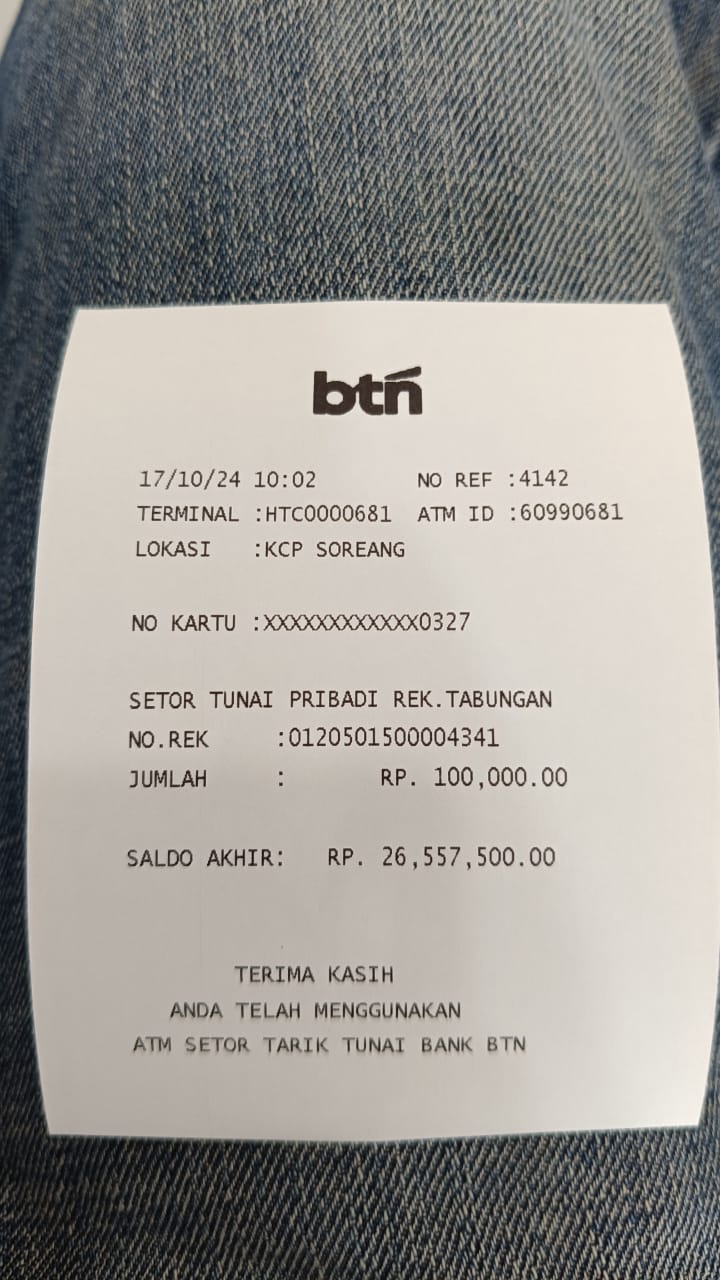 btn
17/10/24 10:02 NO REF :4142
TERMINAL :HTC0000681 ATM ID :60990681
LOKASI :KCP SOREANG
NO KARTU :XXXXXXXXXXXX0327
SETOR TUNAI PRIBADI REK.TABUNGAN
NO.REK :0120501500004341
JUMLAH : RP. 100,000.00
SALDO AKHIR: RP. 26,557,500.00
TERIMA KASIH
ANDA TELAH MENGGUNAKAN
ATM SETOR TARIK TUNAI BANK BTN